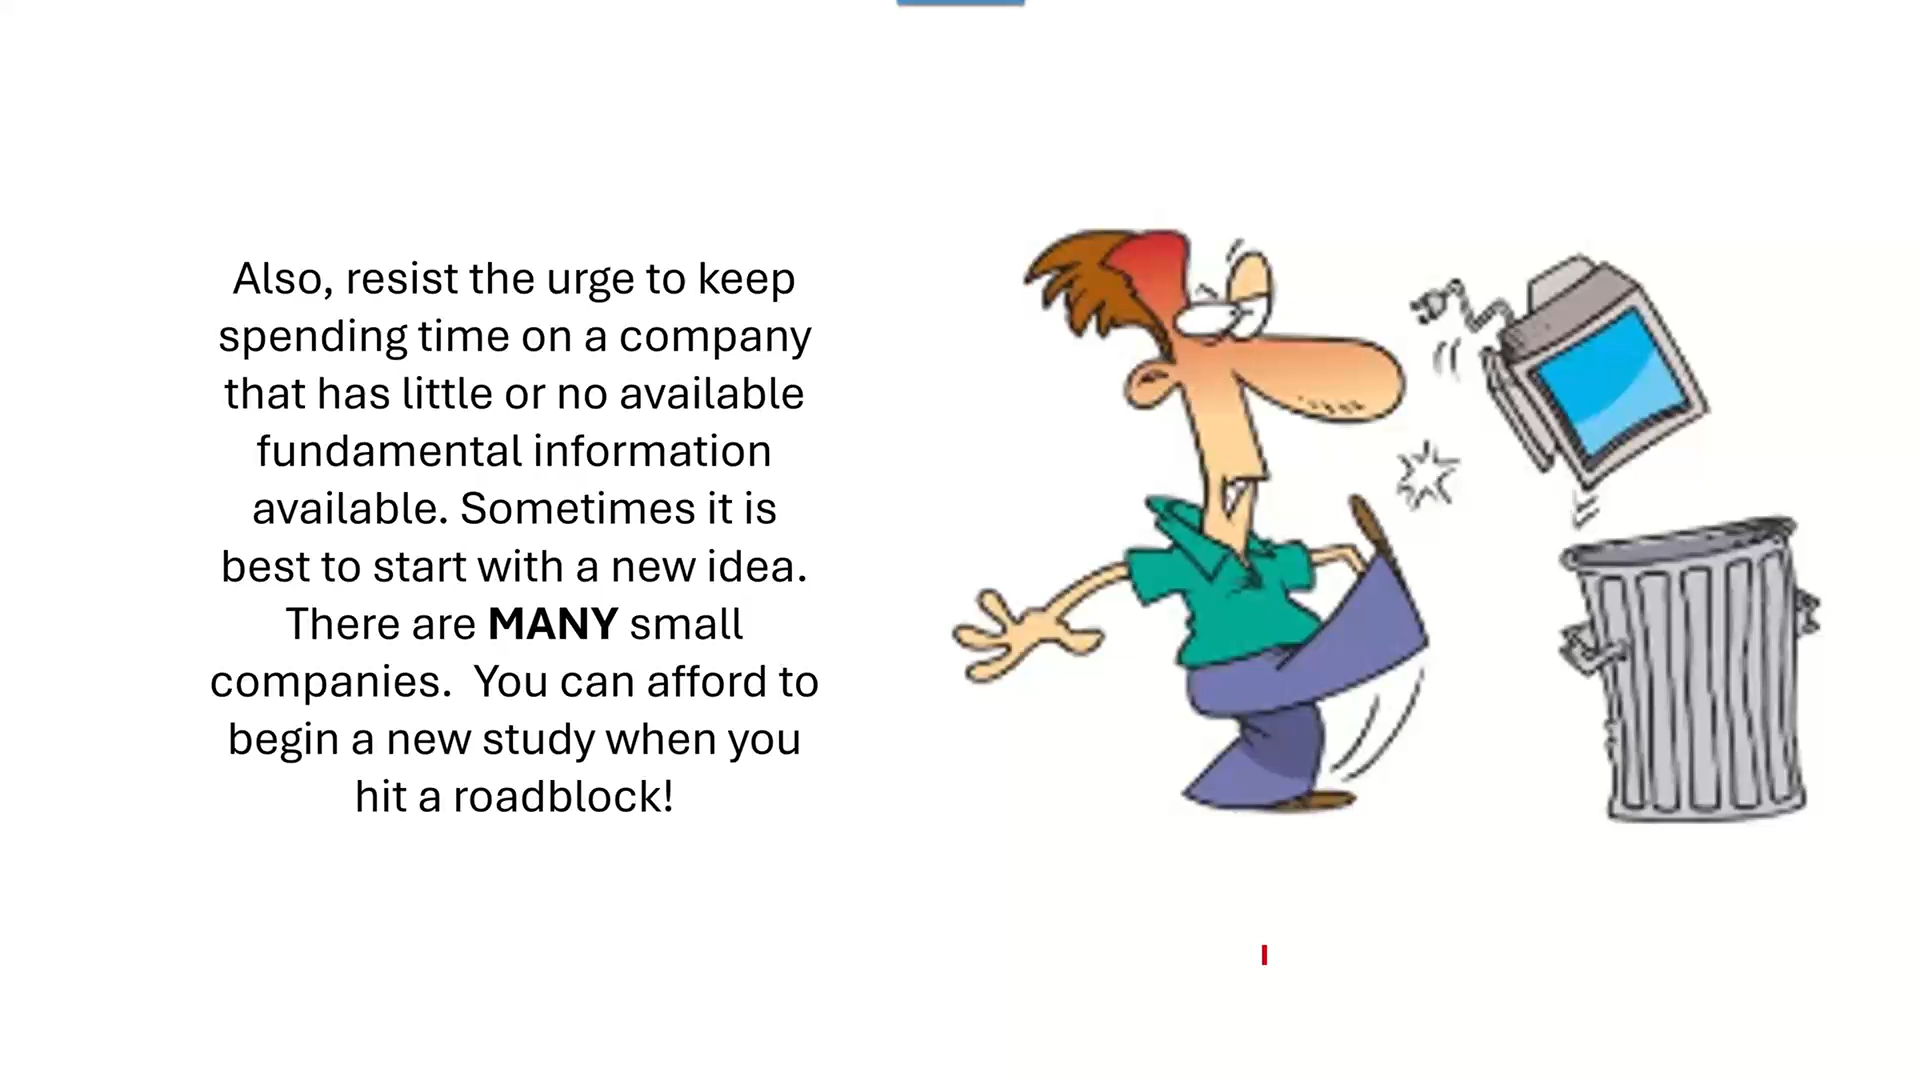 Also, resist the urge to keep
spending time on a company
that has little or no available
fundamental information
available. Sometimes it is
best to start with a new idea.
There are MANY small
companies.  You can afford to
begin a new study when you
hit a roadblock!